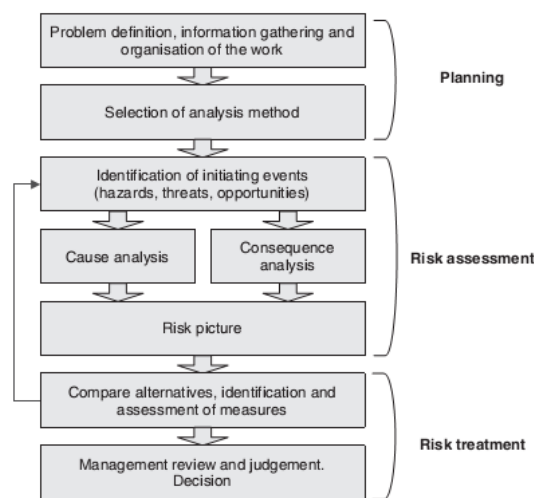 Problem definition, information gathering and
organisation of the work
Planning
Selection of analysis method
Identification of initiating events
(hazards, threats, opportunities)
Cause analysis
Consequence
analysis
Risk assessment
Risk picture
Compare alternatives, identification and
assessment of measures
Risk treatment
Management review and judgement.
Decision